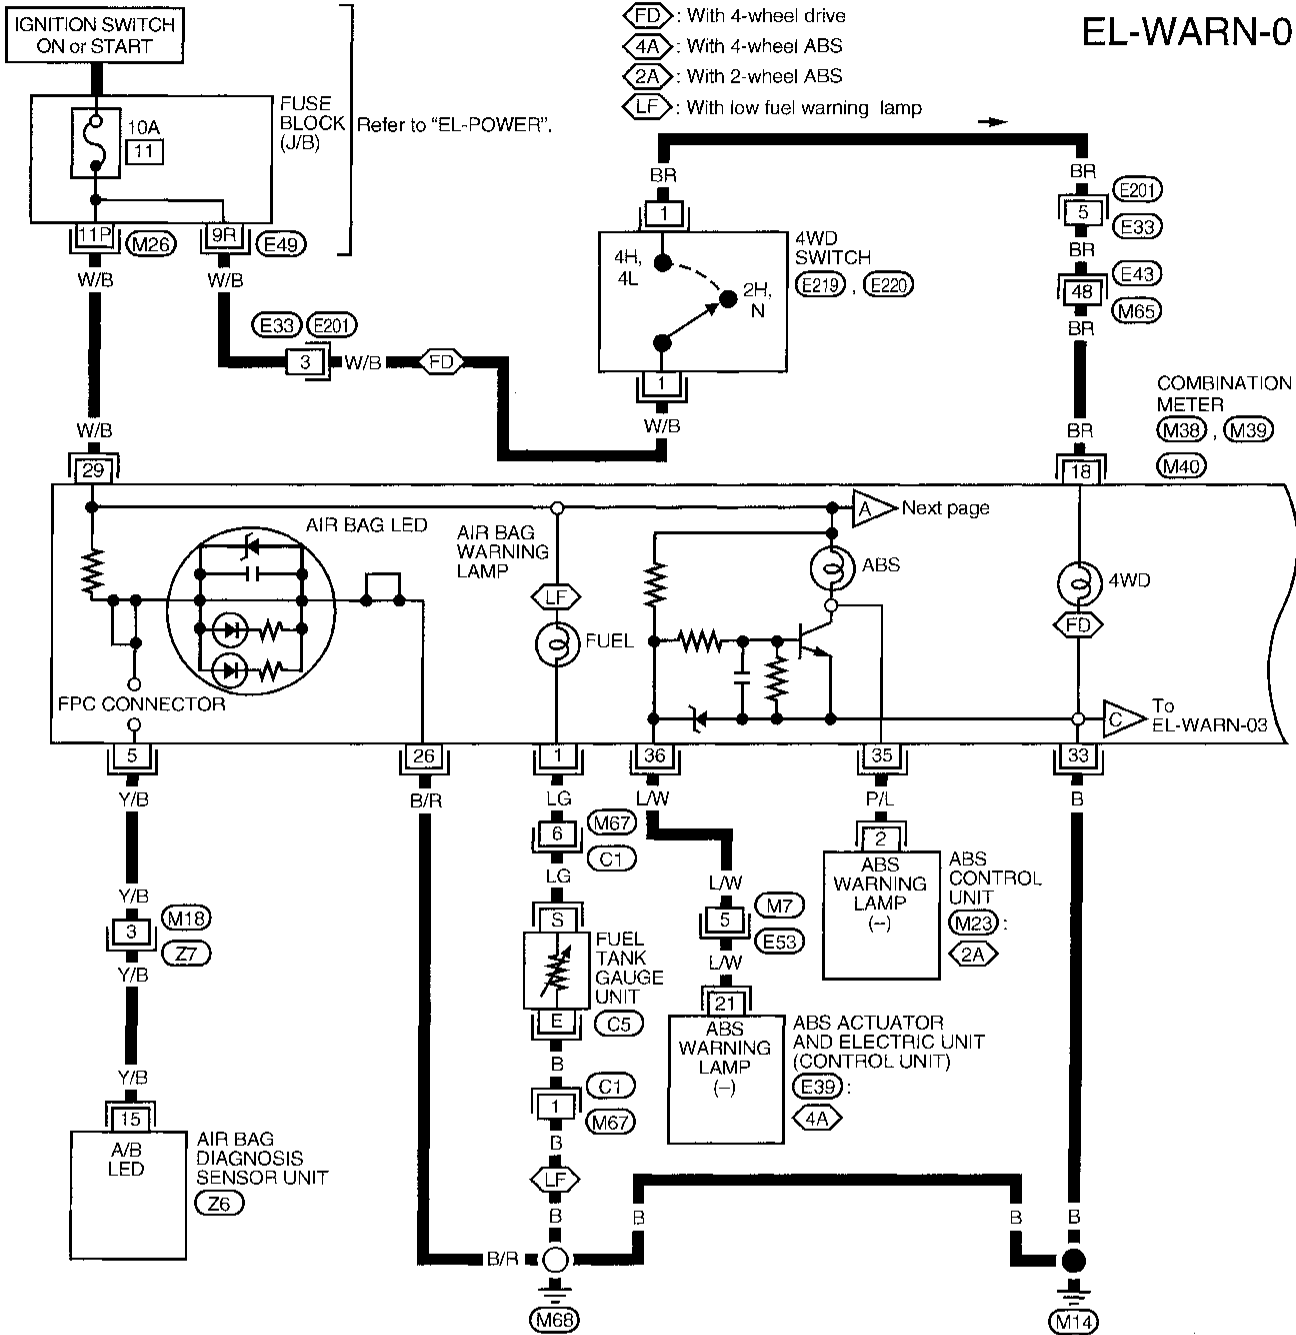 IGNITION SWITCH
ON or START
FD : With 4-wheel drive
4A : With 4-wheel ABS
2A : With 2-wheel ABS
LF : With low fuel warning lamp
EL-WARN-0
10A
11
FUSE
BLOCK
(J/B)
Refer to "EL-POWER".
11P
M26
9R
E49
W/B
W/B
E33
E201
3
W/B
FD
W/B
BR
1
4H,
4L
2H,
N
4WD
SWITCH
E219 , E220
1
W/B
BR
5
E201
E33
BR
48
E43
M65
BR
BR
18
COMBINATION
METER
M38 , M39
M40
29
AIR BAG LED
AIR BAG
WARNING
LAMP
LF
FUEL
A
Next page
ABS
4WD
FD
C
To
EL-WARN-03
FPC CONNECTOR
5
26
1
36
35
33
Y/B
B/R
LG
L/W
P/L
B
6
M67
C1
LG
S
FUEL
TANK
GAUGE
UNIT
E
C5
B
1
C1
M67
B
LF
B
L/W
5
M7
E53
L/W
21
ABS
WARNING
LAMP
(–)
ABS ACTUATOR
AND ELECTRIC UNIT
(CONTROL UNIT)
E39 :
4A
2
ABS
WARNING
LAMP
(–)
ABS
CONTROL
UNIT
M23 :
2A
Y/B
3
M18
Z7
Y/B
Y/B
15
A/B
LED
AIR BAG
DIAGNOSIS
SENSOR UNIT
Z6
B/R
B
B
B
M68
M14